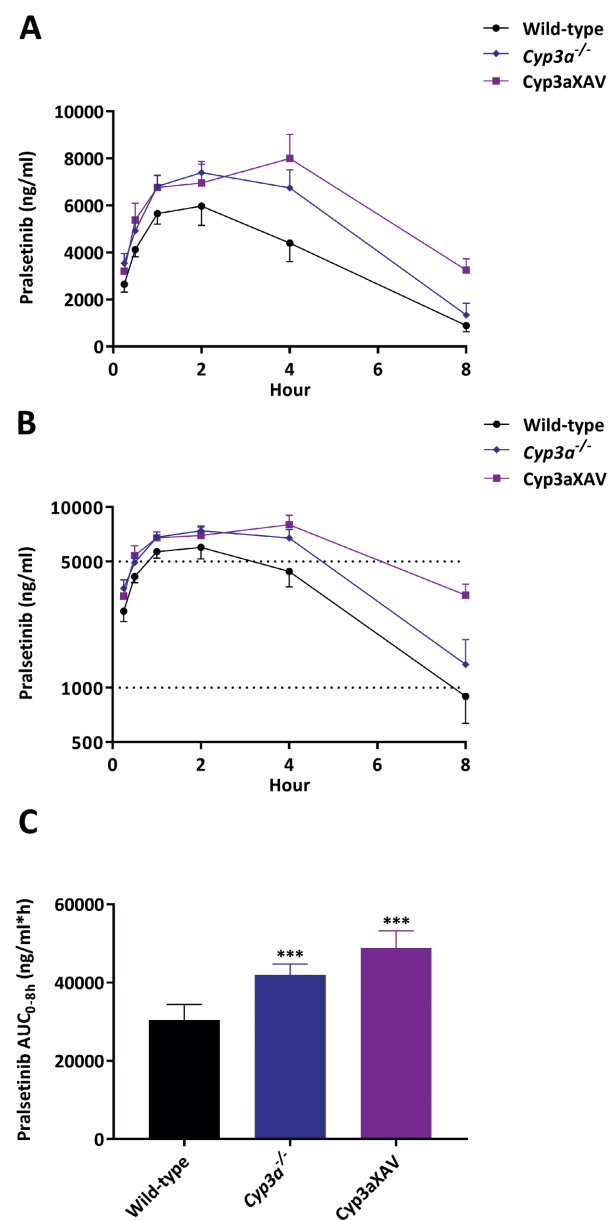 A
Wild-type
Cyp3a-/-
Cyp3aXAV
10000
8000
6000
4000
2000
0
Pralsetinib (ng/ml)
0 2 4 6 8
Hour
B
Wild-type
Cyp3a-/-
Cyp3aXAV
10000
5000
1000
500
Pralsetinib (ng/ml)
0 2 4 6 8
Hour
C
60000
40000
20000
0
Pralsetinib AUC0-8h (ng/ml*h)
***
***
Wild-type
Cyp3a-/-
Cyp3aXAV